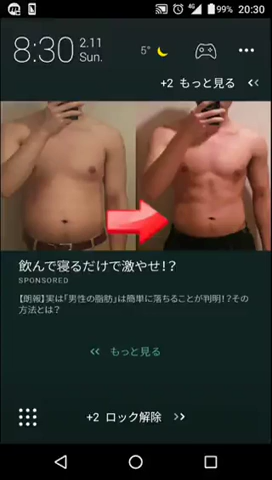 99% 20:30
8:30 2.11 5°
Sun.
+2 もっと見る
飲んで寝るだけで激やせ!?
SPONSORED
【朗報】実は「男性の脂肪」は簡単に落ちることが判明!?その
方法とは?
もっと見る
+2 ロック解除